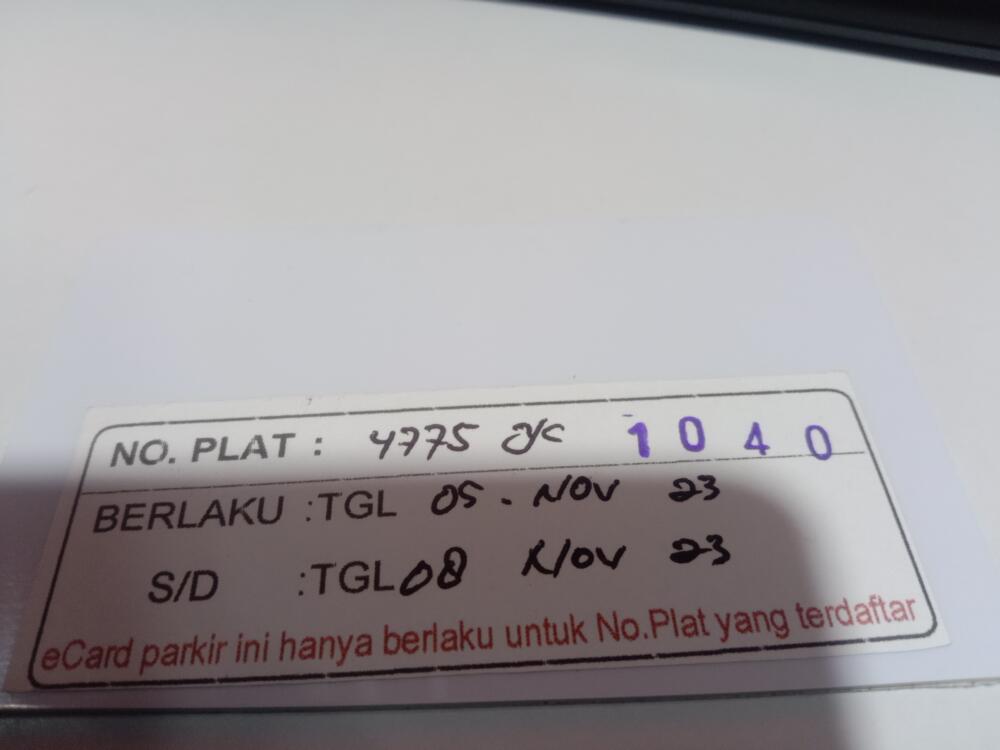 NO. PLAT : 4775 1040
BERLAKU :TGL 05 . NOV 23
S/D :TGL 08 NOV 23
eCard parkir ini hanya berlaku untuk No.Plat yang terdaftar